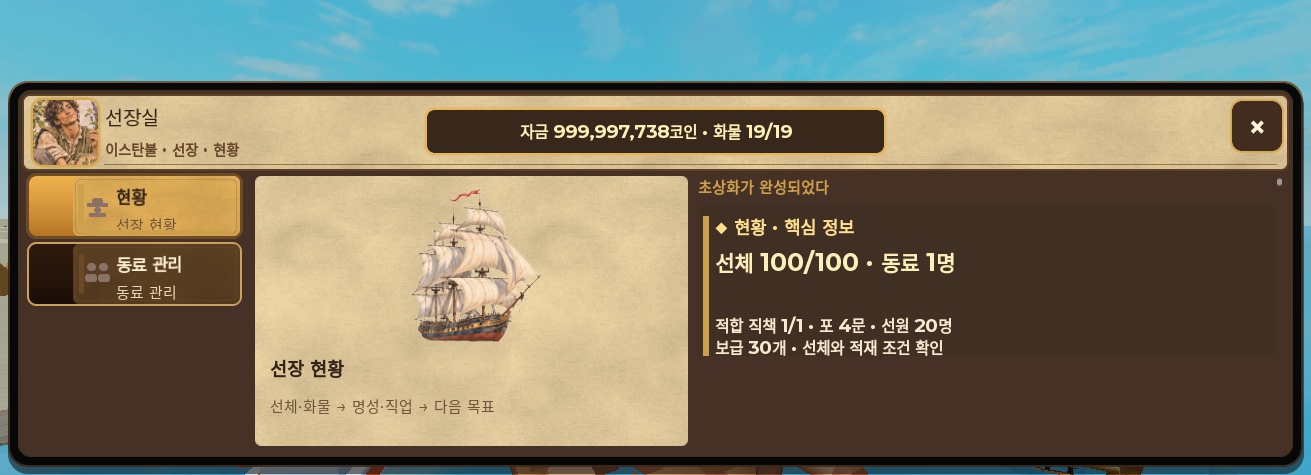 선장실
이스탄불 · 선장 · 현황
자금 999,997,738코인 · 화물 19/19
×
현황
선장 현황
동료 관리
동료 관리
선장 현황
선체·화물 → 명성·직업 → 다음 목표
초상화가 완성되었다
◆ 현황 · 핵심 정보
선체 100/100 · 동료 1명
적합 직책 1/1 · 포 4문 · 선원 20명
보급 30개 · 선체와 적재 조건 확인